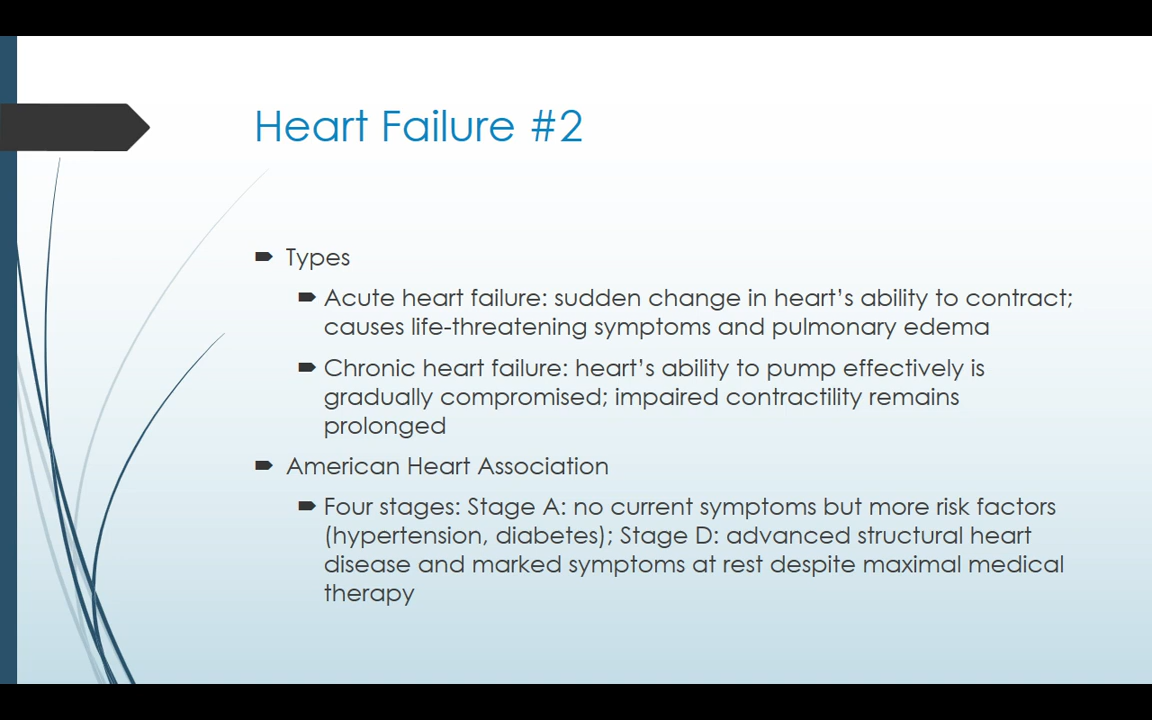 Heart Failure #2
Types
Acute heart failure: sudden change in heart’s ability to contract;
causes life-threatening symptoms and pulmonary edema
Chronic heart failure: heart’s ability to pump effectively is
gradually compromised; impaired contractility remains
prolonged
American Heart Association
Four stages: Stage A: no current symptoms but more risk factors
(hypertension, diabetes); Stage D: advanced structural heart
disease and marked symptoms at rest despite maximal medical
therapy